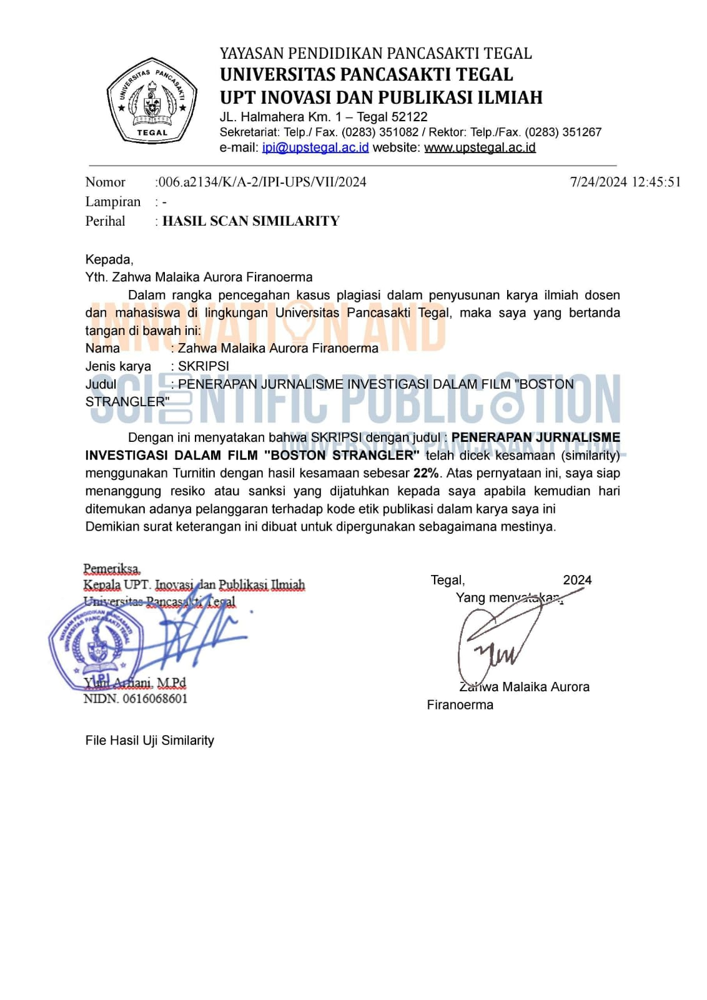 UNIVERSITAS PANCASAKTI
TEGAL
YAYASAN PENDIDIKAN PANCASAKTI TEGAL
UNIVERSITAS PANCASAKTI TEGAL
UPT INOVASI DAN PUBLIKASI ILMIAH
JL. Halmahera Km. 1 – Tegal 52122
Sekretariat: Telp./ Fax. (0283) 351082 / Rektor: Telp./Fax. (0283) 351267
e-mail: ipi@upstegal.ac.id website: www.upstegal.ac.id
Nomor :006.a2134/K/A-2/IPI-UPS/VII/2024 7/24/2024 12:45:51
Lampiran : -
Perihal : HASIL SCAN SIMILARITY
Kepada,
Yth. Zahwa Malaika Aurora Firanoerma
Dalam rangka pencegahan kasus plagiasi dalam penyusunan karya ilmiah dosen
dan mahasiswa di lingkungan Universitas Pancasakti Tegal, maka saya yang bertanda
tangan di bawah ini:
Nama : Zahwa Malaika Aurora Firanoerma
Jenis karya : SKRIPSI
Judul : PENERAPAN JURNALISME INVESTIGASI DALAM FILM "BOSTON
STRANGLER"
INNOVATION AND
SCIENTIFIC PUBLICATION
UNIVERSITAS PANCASAKTI TEGAL
Dengan ini menyatakan bahwa SKRIPSI dengan judul : PENERAPAN JURNALISME
INVESTIGASI DALAM FILM "BOSTON STRANGLER" telah dicek kesamaan (similarity)
menggunakan Turnitin dengan hasil kesamaan sebesar 22%. Atas pernyataan ini, saya siap
menanggung resiko atau sanksi yang dijatuhkan kepada saya apabila kemudian hari
ditemukan adanya pelanggaran terhadap kode etik publikasi dalam karya saya ini
Demikian surat keterangan ini dibuat untuk dipergunakan sebagaimana mestinya.
Pemeriksa,
Kepala UPT. Inovasi dan Publikasi Ilmiah
Universitas Pancasakti Tegal
YAYASAN PENDIDIKAN PANCASAKTI
UNIVERSITAS PANCASAKTI TEGAL
IPI
M.Pd
NIDN. 0616068601
Tegal, 2024
Yang menyatakan,
Zahwa Malaika Aurora
Firanoerma
File Hasil Uji Similarity